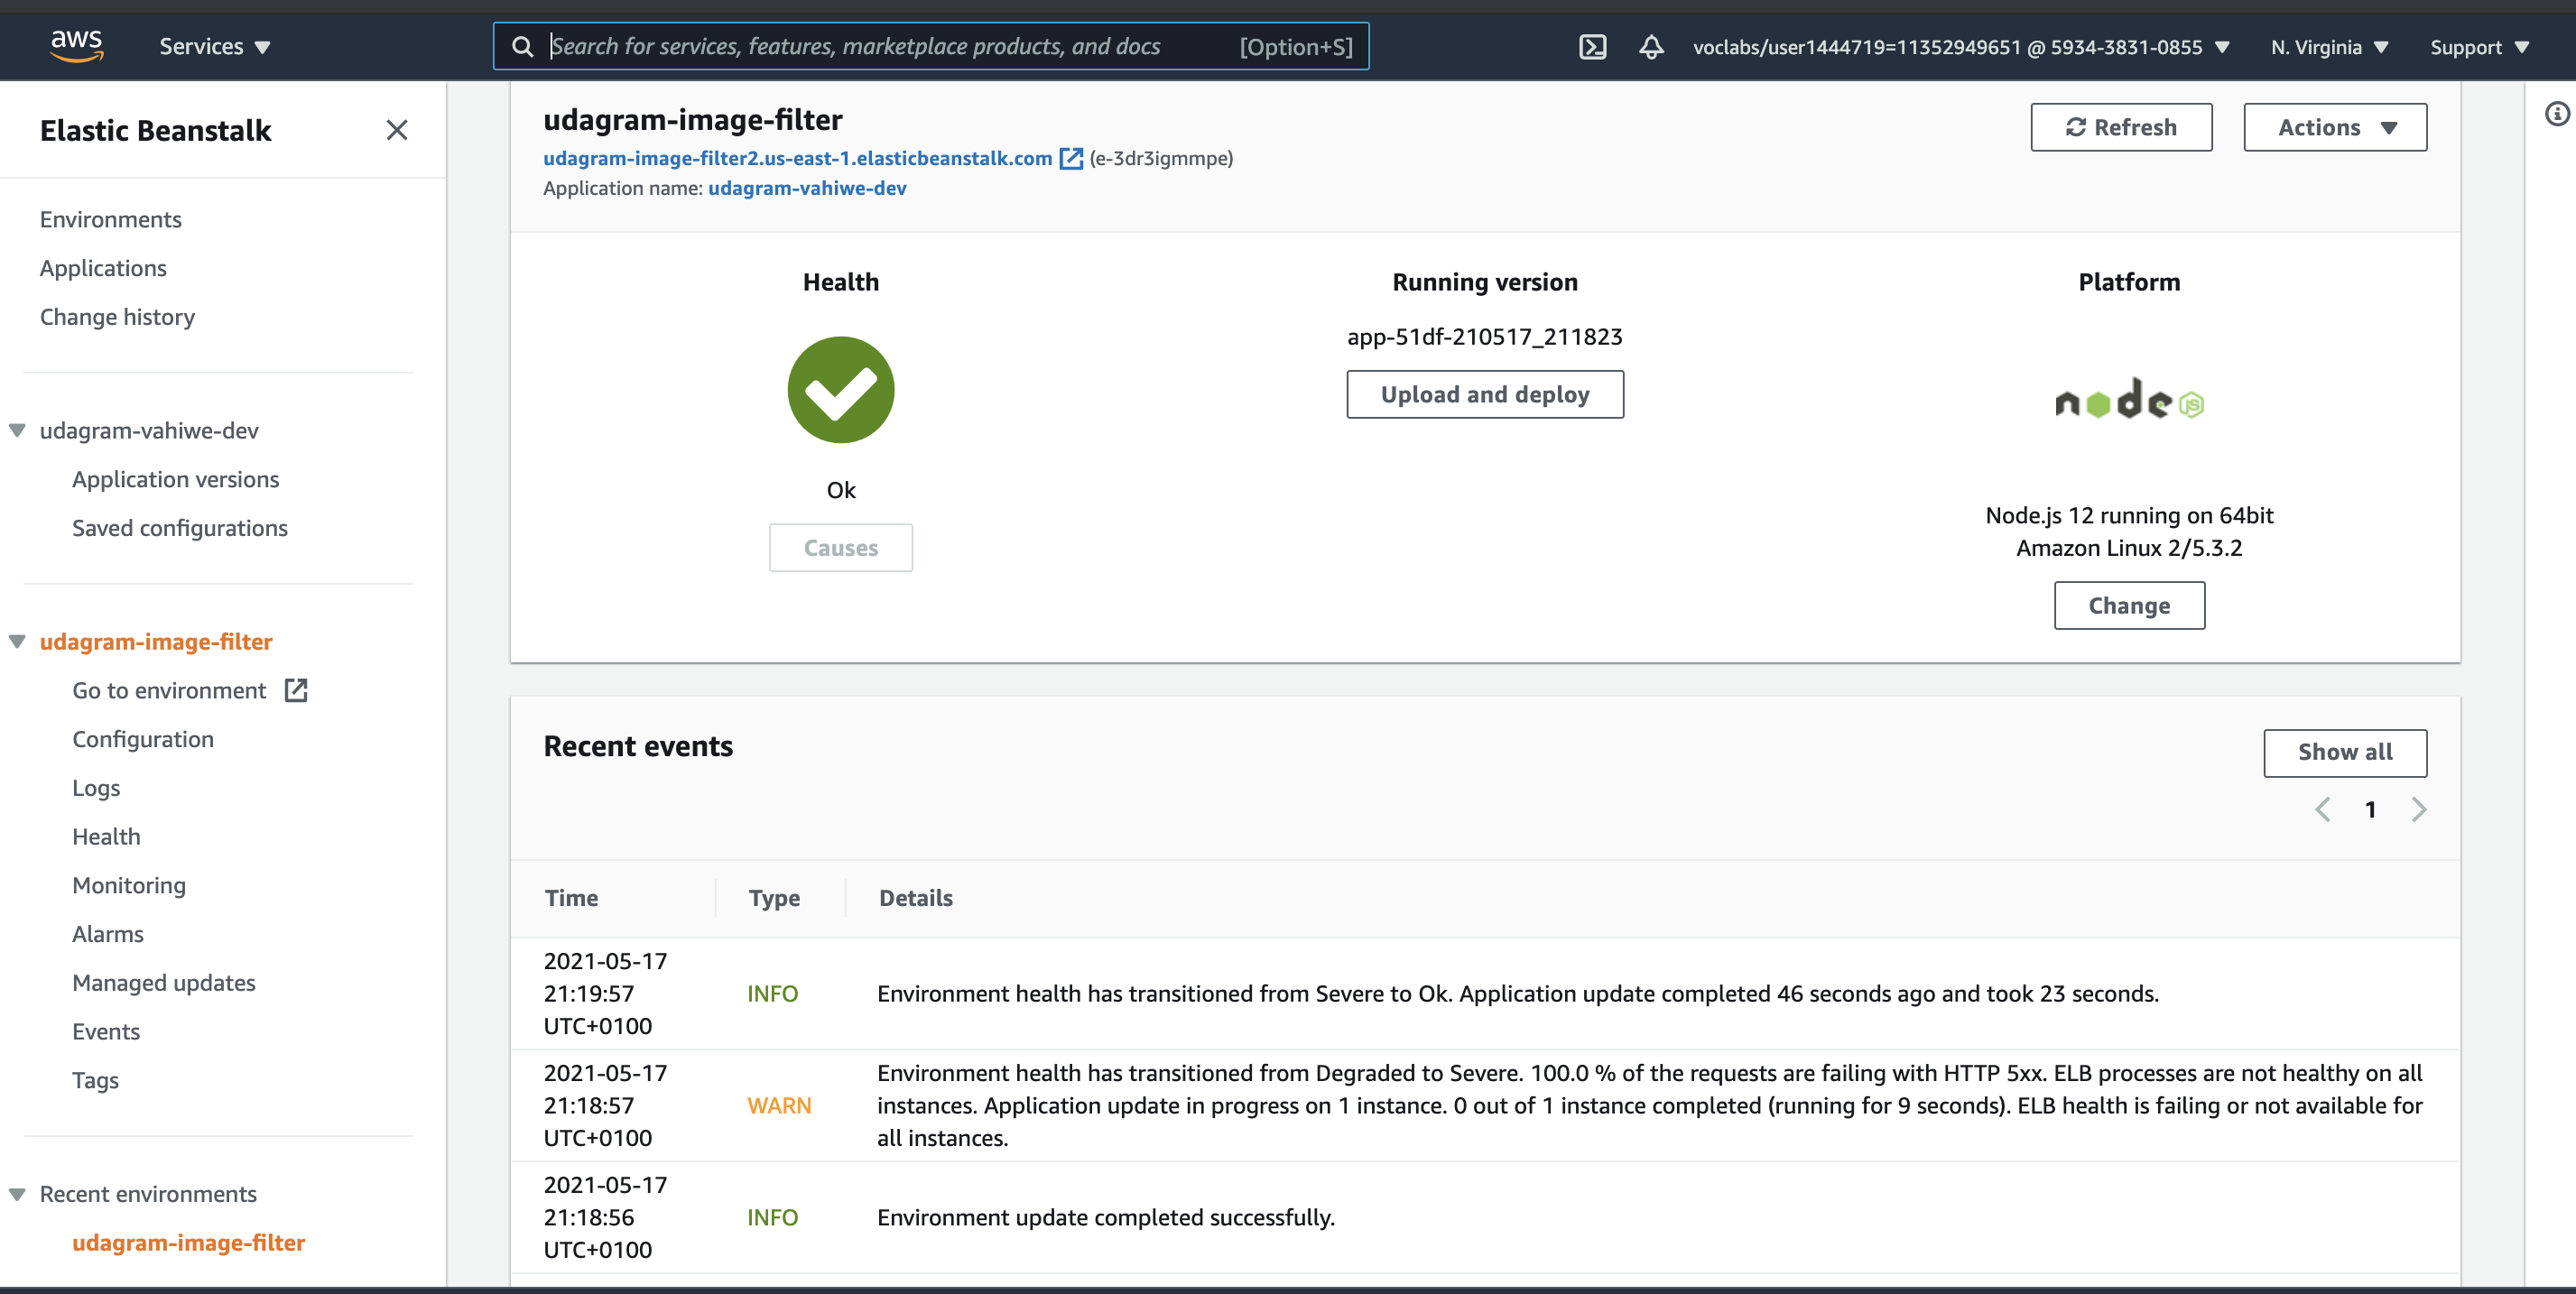 aws
Services
Search for services, features, marketplace products, and docs [Option+S]
voclabs/user1444719=11352949651 @ 5934-3831-0855
N. Virginia
Support
Elastic Beanstalk
Environments
Applications
Change history
udagram-vahiwe-dev
Application versions
Saved configurations
udagram-image-filter
Go to environment
Configuration
Logs
Health
Monitoring
Alarms
Managed updates
Events
Tags
Recent environments
udagram-image-filter
udagram-image-filter
udagram-image-filter2.us-east-1.elasticbeanstalk.com (e-3dr3igmmpe)
Application name: udagram-vahiwe-dev
Refresh
Actions
Health
Ok
Causes
Running version
app-51df-210517_211823
Upload and deploy
Platform
node JS
Node.js 12 running on 64bit
Amazon Linux 2/5.3.2
Change
Recent events
Show all
1
Time Type Details
2021-05-17
21:19:57
UTC+0100
INFO
Environment health has transitioned from Severe to Ok. Application update completed 46 seconds ago and took 23 seconds.
2021-05-17
21:18:57
UTC+0100
WARN
Environment health has transitioned from Degraded to Severe. 100.0 % of the requests are failing with HTTP 5xx. ELB processes are not healthy on all
instances. Application update in progress on 1 instance. 0 out of 1 instance completed (running for 9 seconds). ELB health is failing or not available for
all instances.
2021-05-17
21:18:56
UTC+0100
INFO
Environment update completed successfully.